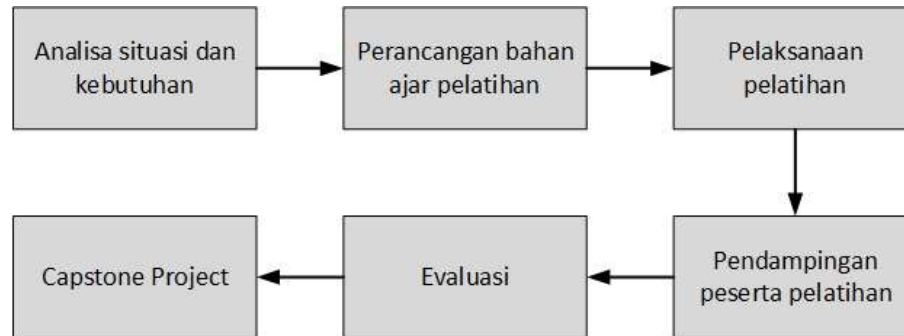 Analisa situasi dan
kebutuhan
Perancangan bahan
ajar pelatihan
Pelaksanaan
pelatihan
Pendampingan
peserta pelatihan
Evaluasi
Capstone Project